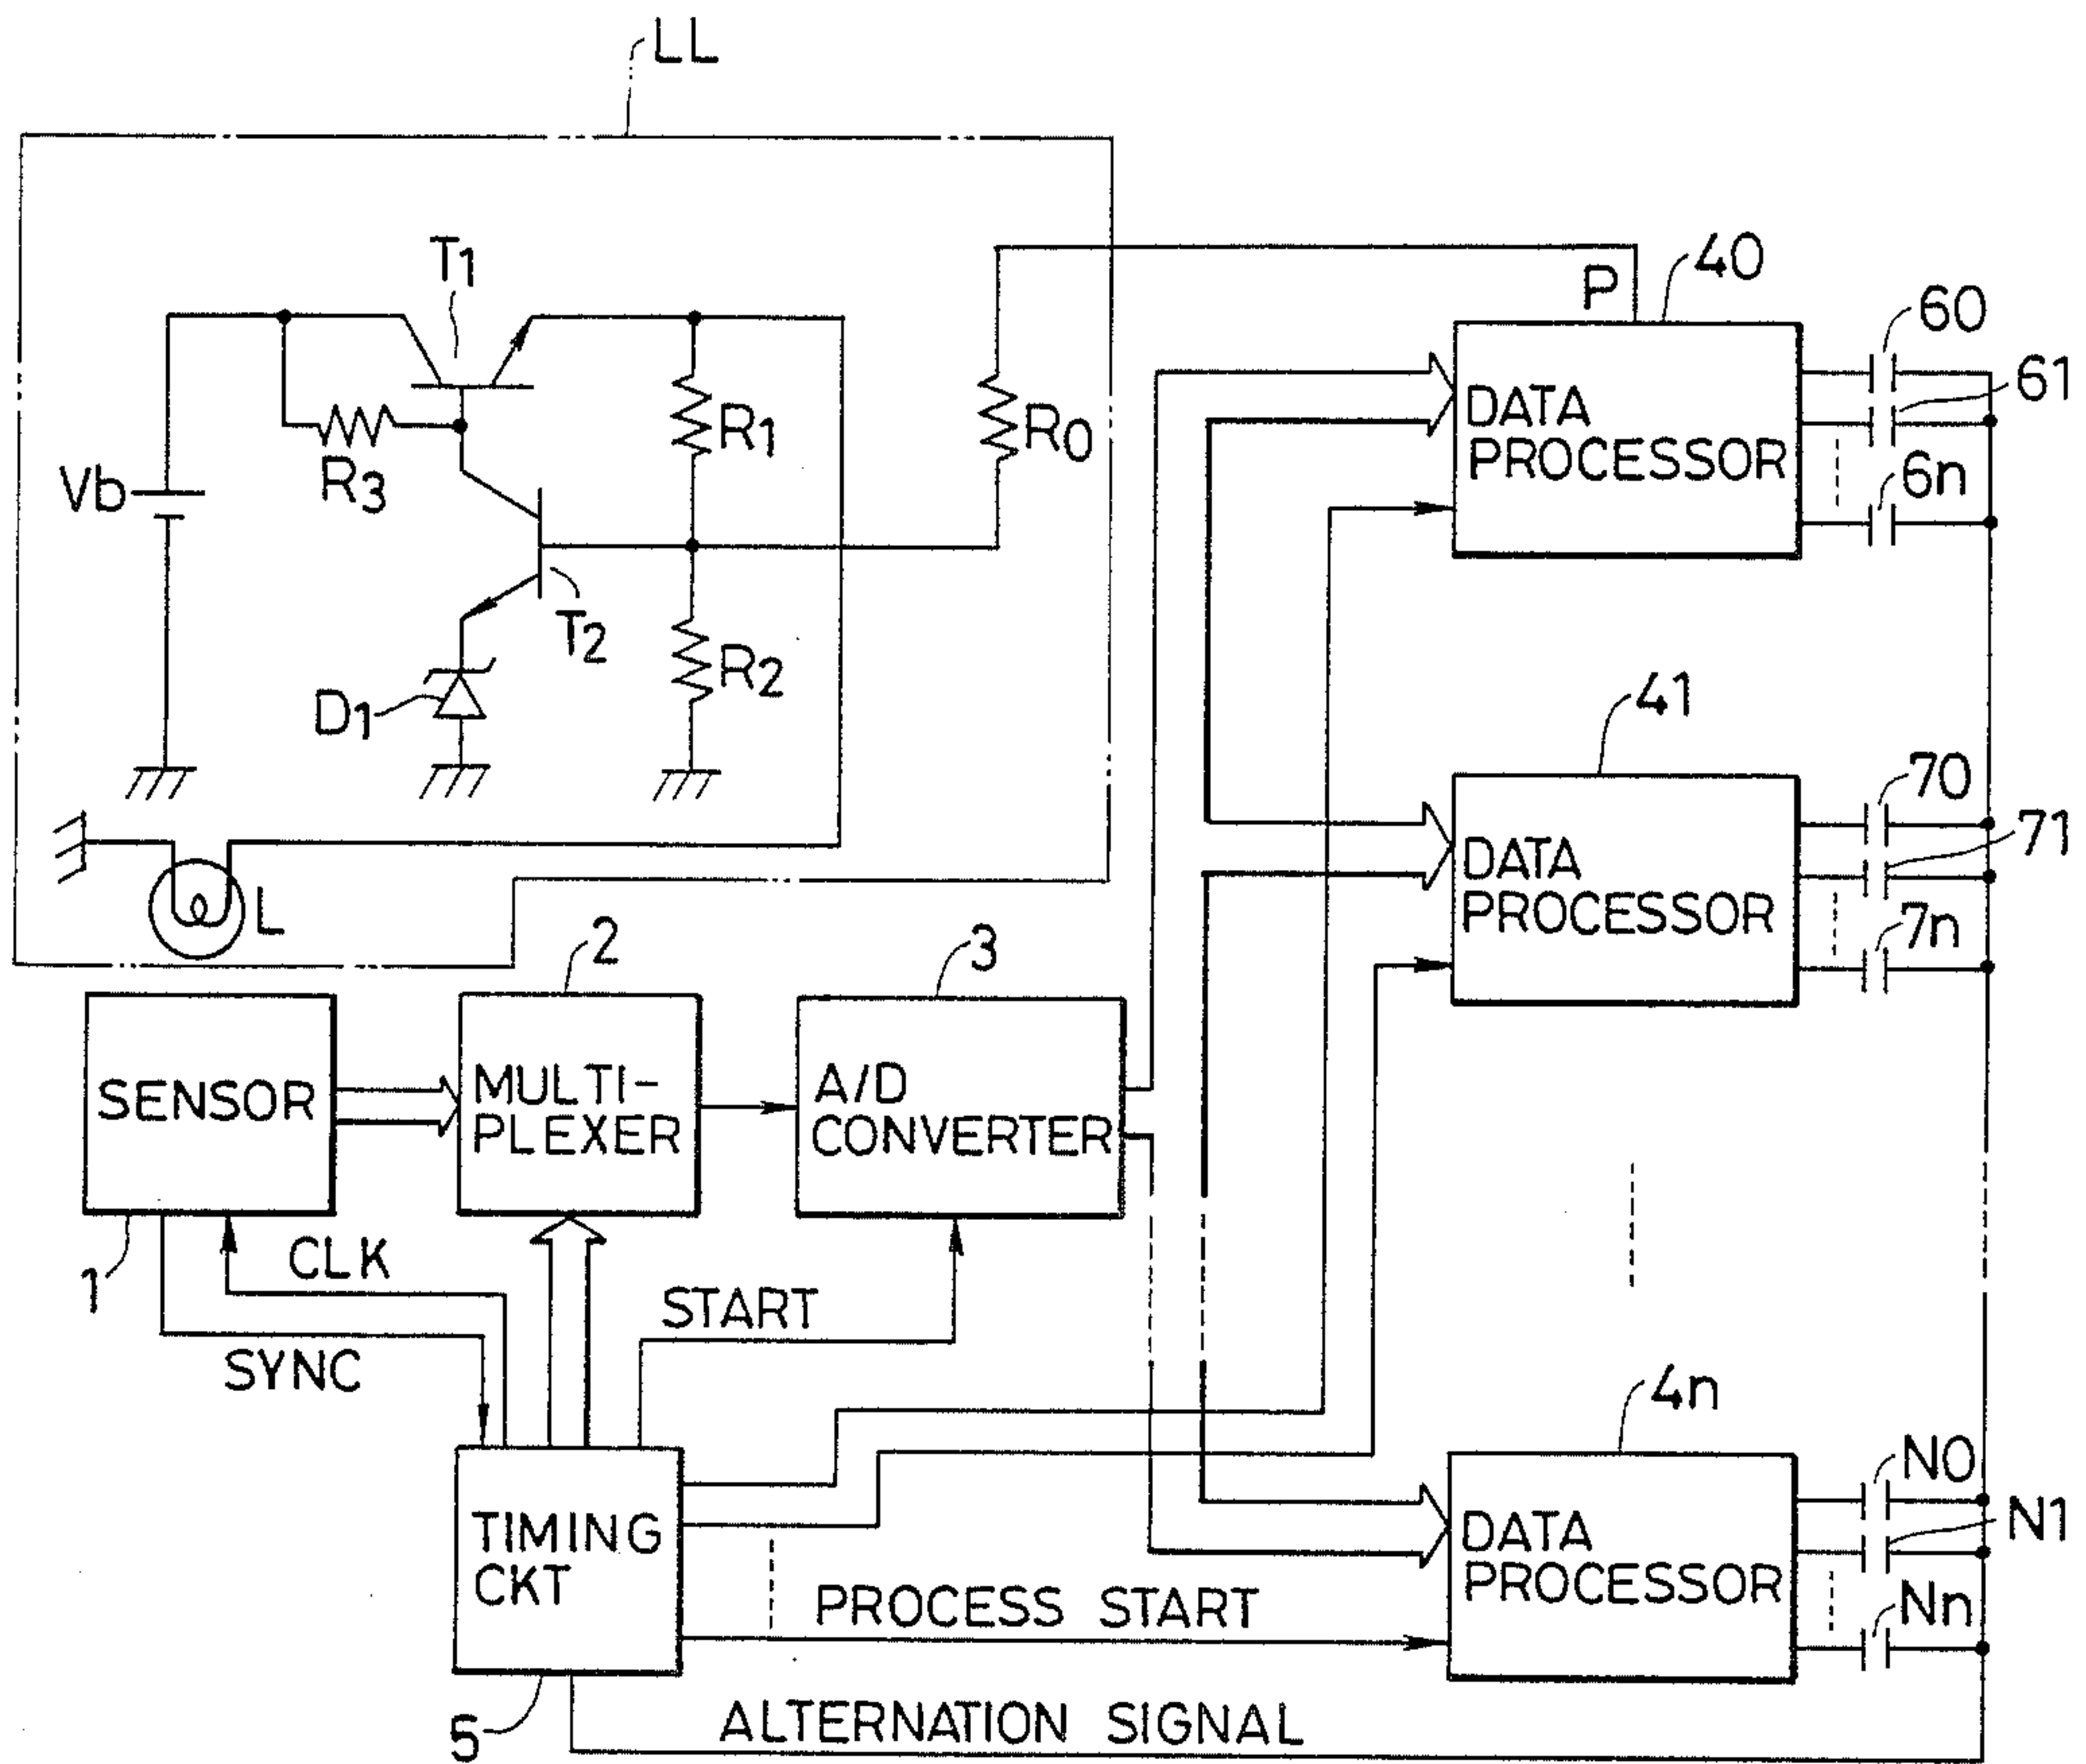 LL
T1
P
40
60
61
R1
R0
DATA
PROCESSOR
6n
Vb
R3
T2
R2
D1
41
70
71
DATA
PROCESSOR
7n
L
2
3
SENSOR
MULTI-
PLEXER
A/D
CONVERTER
1
CLK
START
SYNC
4n
N0
N1
TIMING
CKT
DATA
PROCESSOR
Nn
PROCESS START
5
ALTERNATION SIGNAL